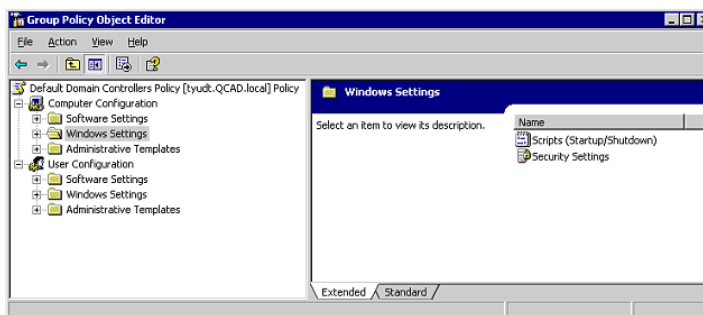 Group Policy Object Editor
File Action View Help
Default Domain Controllers Policy [tyudt.QCAD.local] Policy
Computer Configuration
Software Settings
Windows Settings
Administrative Templates
User Configuration
Software Settings
Windows Settings
Administrative Templates
Windows Settings
Select an item to view its description.
Name
Scripts (Startup/Shutdown)
Security Settings
Extended Standard